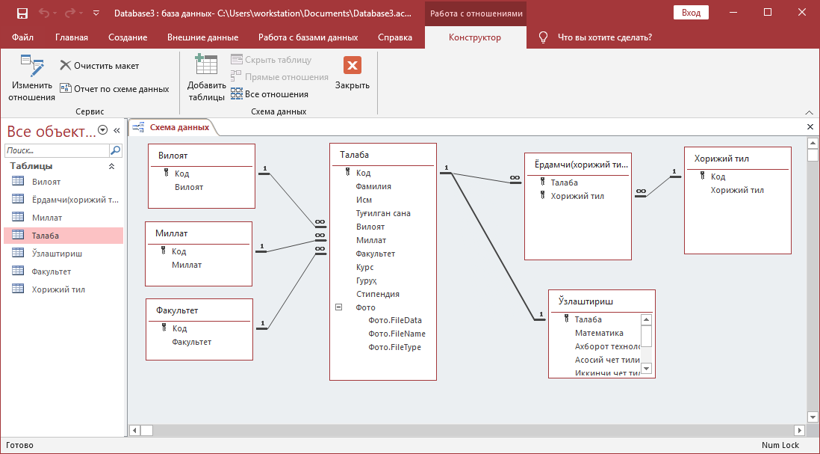 Database3 : база данных- C:\Users\workstation\Documents\Database3.ac...
Работа с отношениями
Вход
Файл Главная Создание Внешние данные Работа с базами данных Справка Конструктор Что вы хотите сделать?
Изменить отношения
Очистить макет
Отчет по схеме данных
Сервис
Добавить таблицы
Скрыть таблицу
Прямые отношения
Все отношения
Закрыть
Схема данных
Все объект...
Поиск...
Таблицы
Вилоят
Ёрдамчи(хорижий т...
Миллат
Талаба
Ўзлаштириш
Факультет
Хорижий тил
Схема данных
Вилоят
Код
Вилоят
1
Миллат
Код
Миллат
1
Факультет
Код
Факультет
1
∞
∞
∞
Талаба
Код
Фамилия
Исм
Туғилган сана
Вилоят
Миллат
Факультет
Курс
Гуруҳ
Стипендия
Фото
Фото.FileData
Фото.FileName
Фото.FileType
1
∞
Ёрдамчи(хорижий ти...
Талаба
Хорижий тил
∞
1
Хорижий тил
Код
Хорижий тил
1
Ўзлаштириш
Талаба
Математика
Ахборот технол
Асосий чет тили
Иккинчи чет тил
Готово
Num Lock